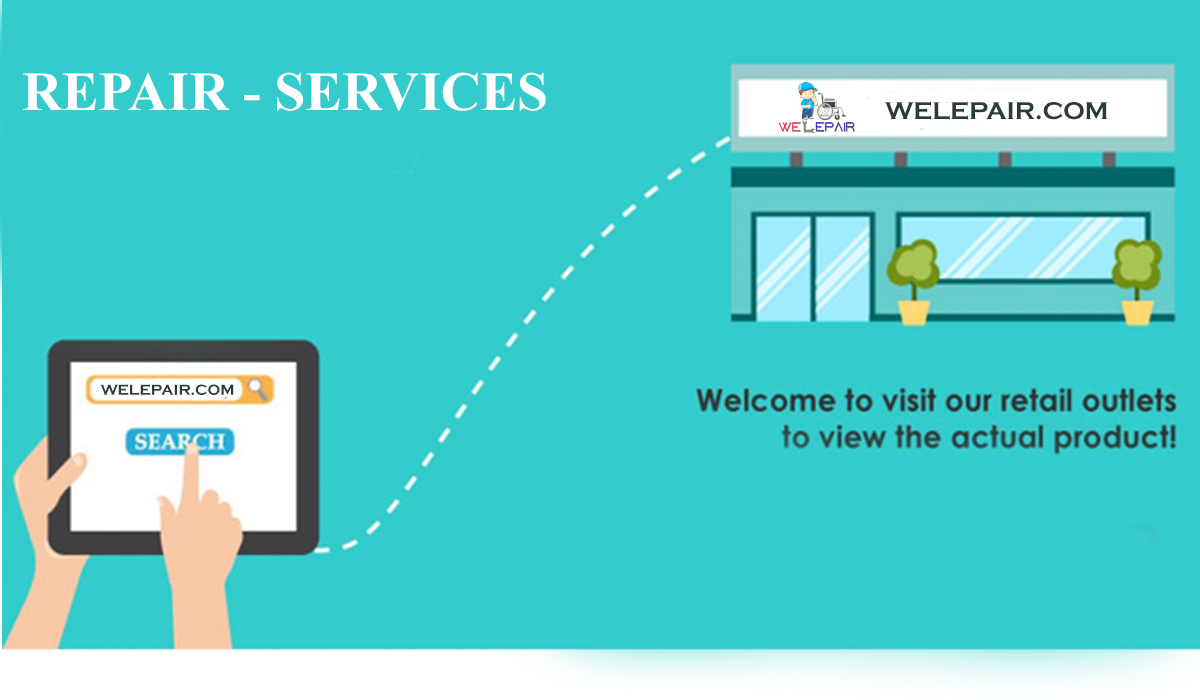 REPAIR - SERVICES
WELEPAIR
WELEPAIR.COM
WELEPAIR.COM
SEARCH
Welcome to visit our retail outlets
to view the actual product!